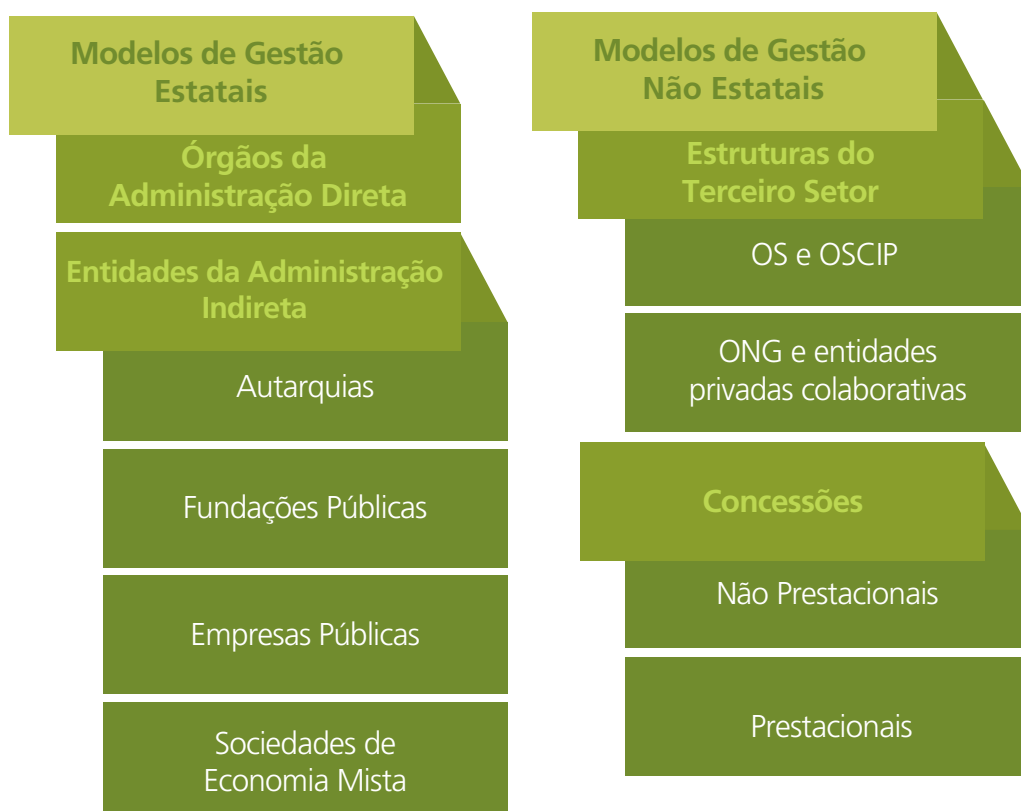 Modelos de Gestão
Estatais
Órgãos da
Administração Direta
Entidades da Administração
Indireta
Autarquias
Fundações Públicas
Empresas Públicas
Sociedades de
Economia Mista
Modelos de Gestão
Não Estatais
Estruturas do
Terceiro Setor
OS e OSCIP
ONG e entidades
privadas colaborativas
Concessões
Não Prestacionais
Prestacionais